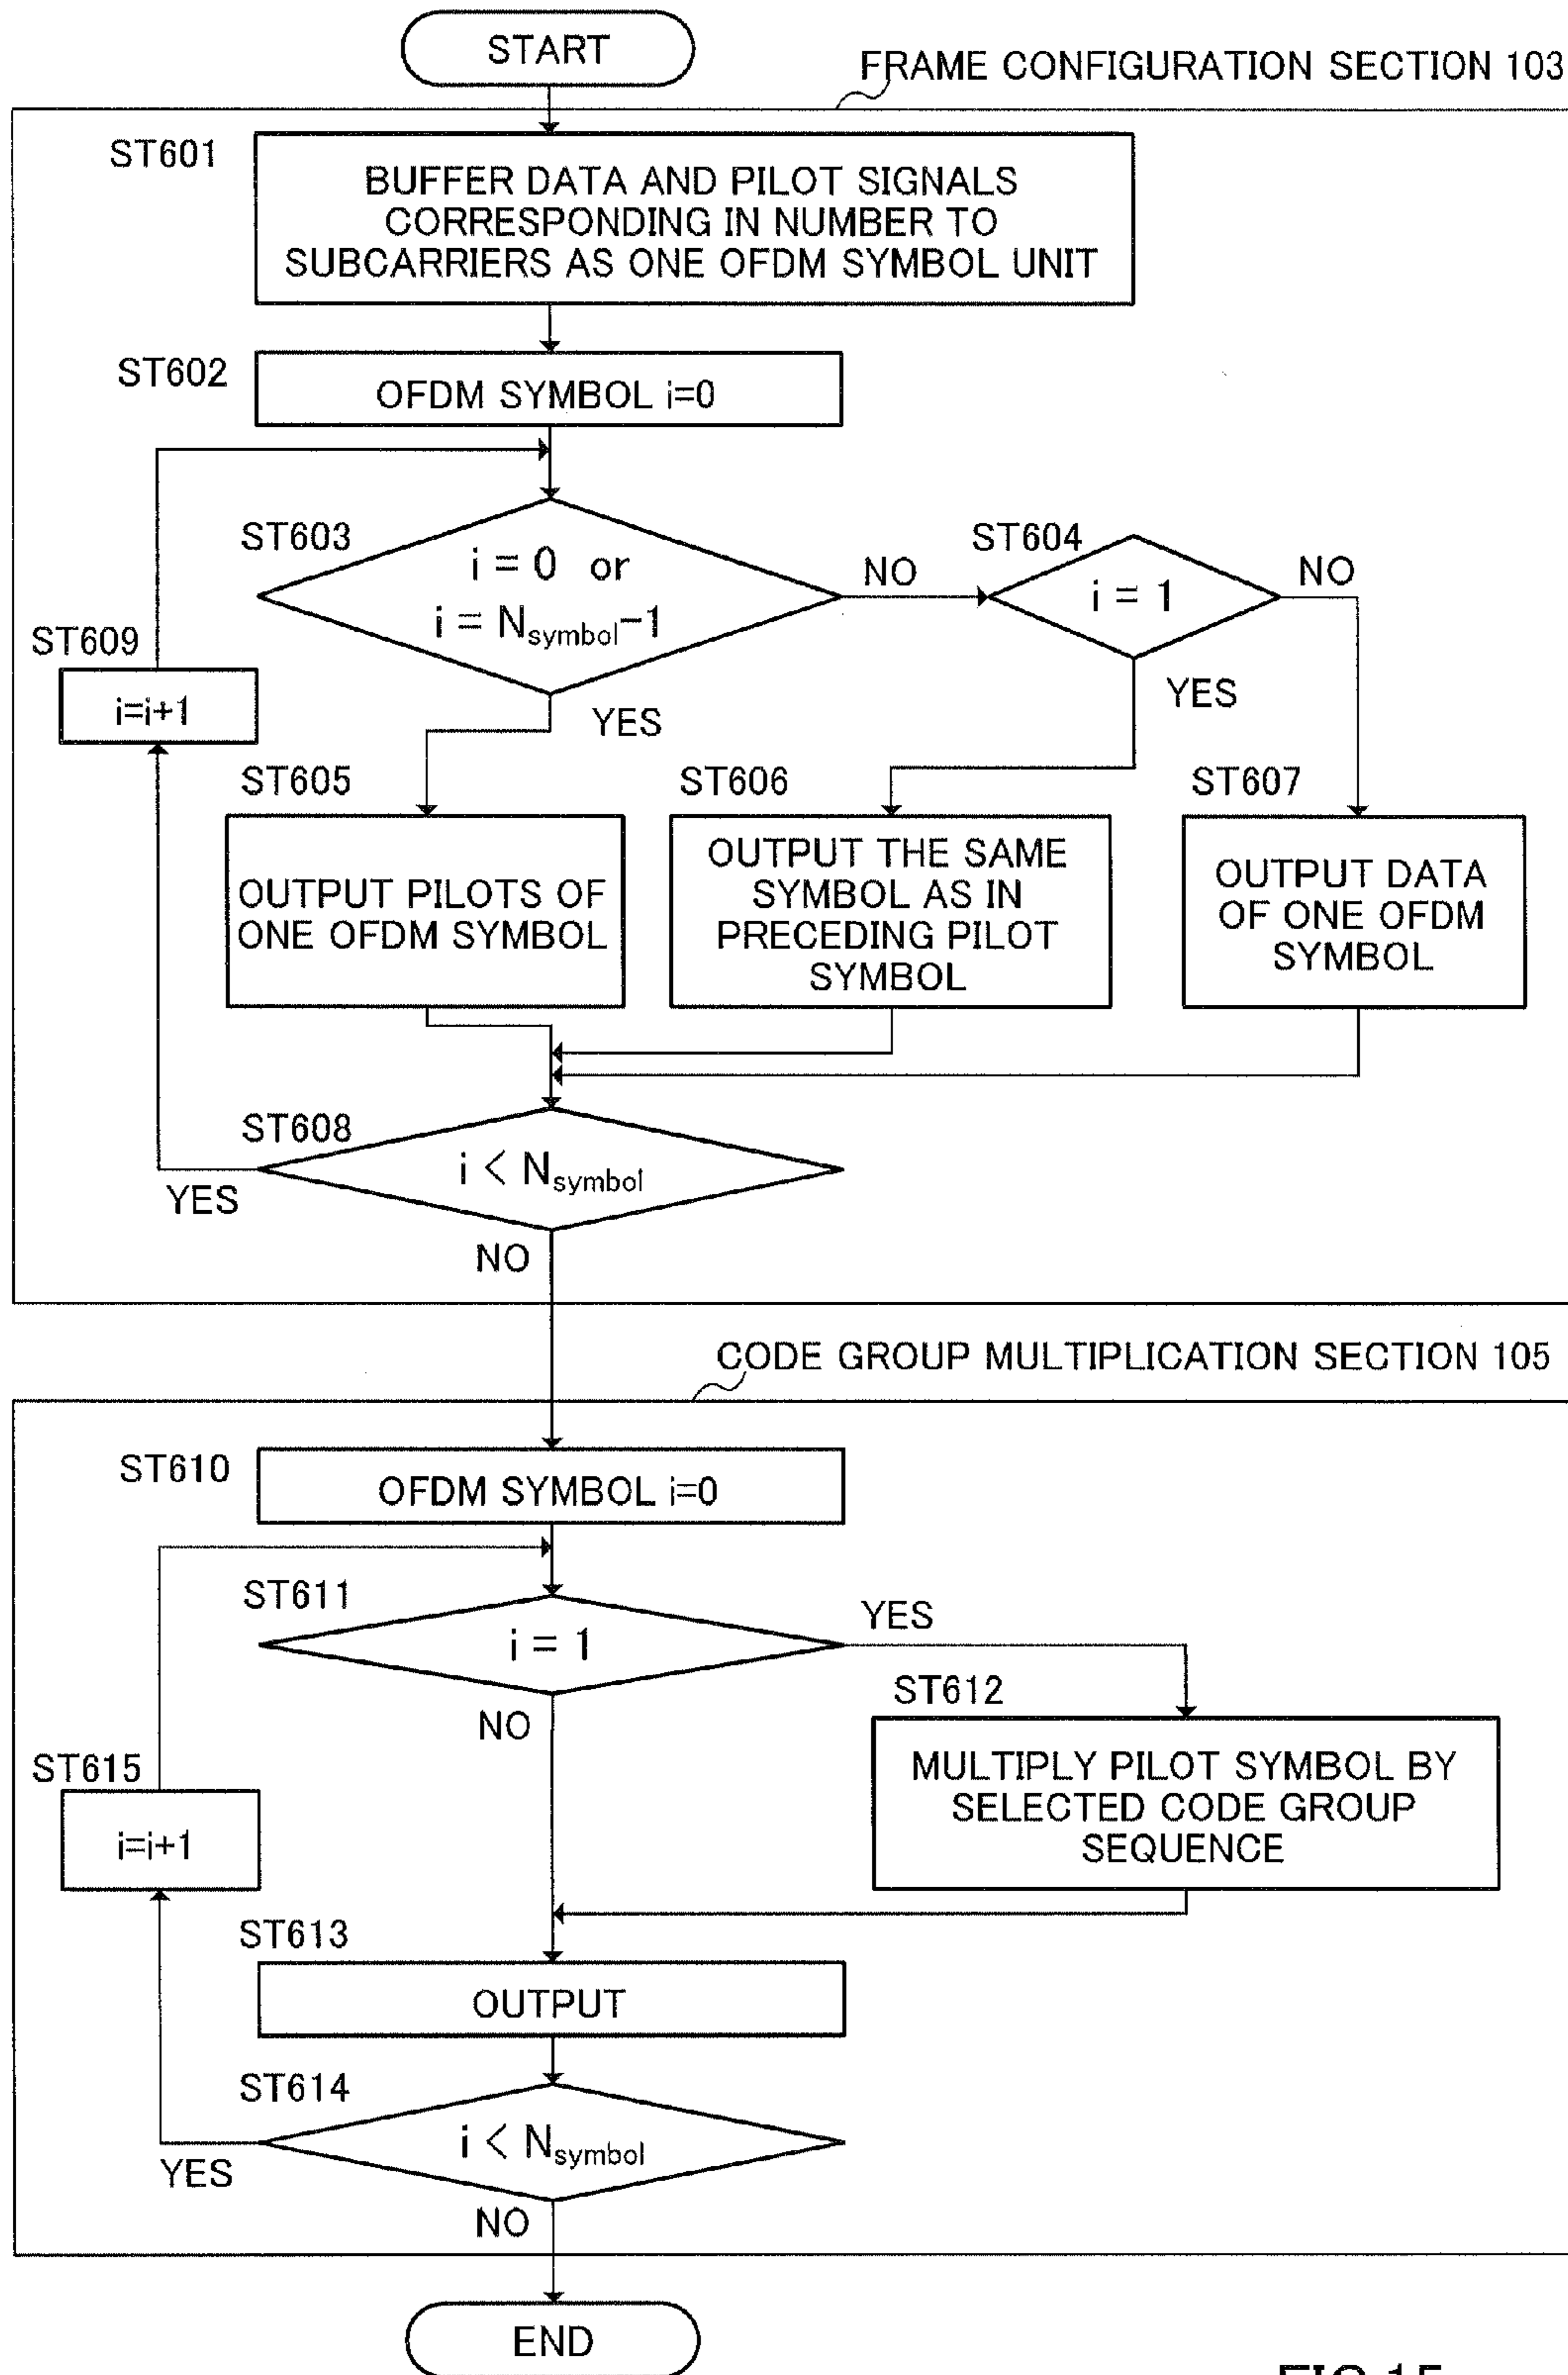 START
FRAME CONFIGURATION SECTION 103
ST601
BUFFER DATA AND PILOT SIGNALS
CORRESPONDING IN NUMBER TO
SUBCARRIERS AS ONE OFDM SYMBOL UNIT
ST602
OFDM SYMBOL i=0
ST603
i = 0 or
i = Nsymbol-1
NO
ST604
i = 1
NO
ST609
i=i+1
YES
YES
ST605
OUTPUT PILOTS OF
ONE OFDM SYMBOL
ST606
OUTPUT THE SAME
SYMBOL AS IN
PRECEDING PILOT
SYMBOL
ST607
OUTPUT DATA
OF ONE OFDM
SYMBOL
ST608
i < Nsymbol
YES
NO
CODE GROUP MULTIPLICATION SECTION 105
ST610
OFDM SYMBOL i=0
ST611
i = 1
YES
NO
ST612
MULTIPLY PILOT SYMBOL BY
SELECTED CODE GROUP
SEQUENCE
ST615
i=i+1
ST613
OUTPUT
ST614
i < Nsymbol
YES
NO
END
FIG.15